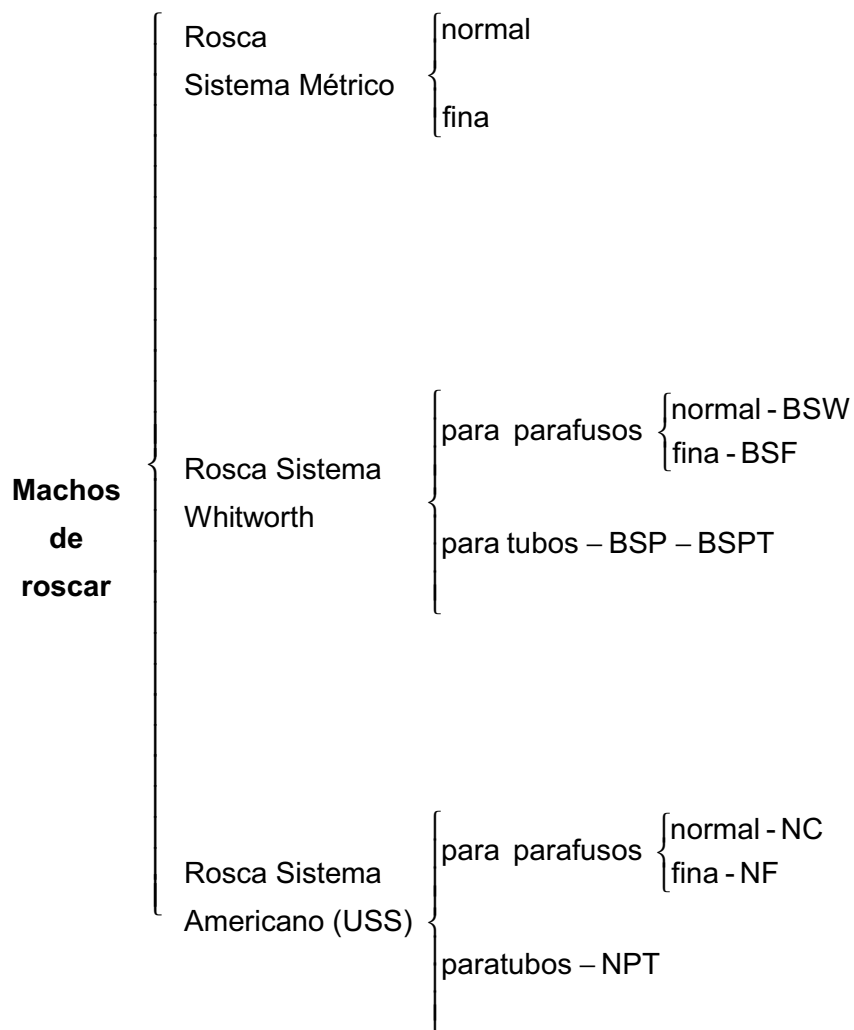 Machos
de
roscar
Rosca
Sistema Métrico
normal
fina
Rosca Sistema
Whitworth
para parafusos
normal - BSW
fina - BSF
para tubos – BSP – BSPT
Rosca Sistema
Americano (USS)
para parafusos
normal - NC
fina - NF
paratubos – NPT